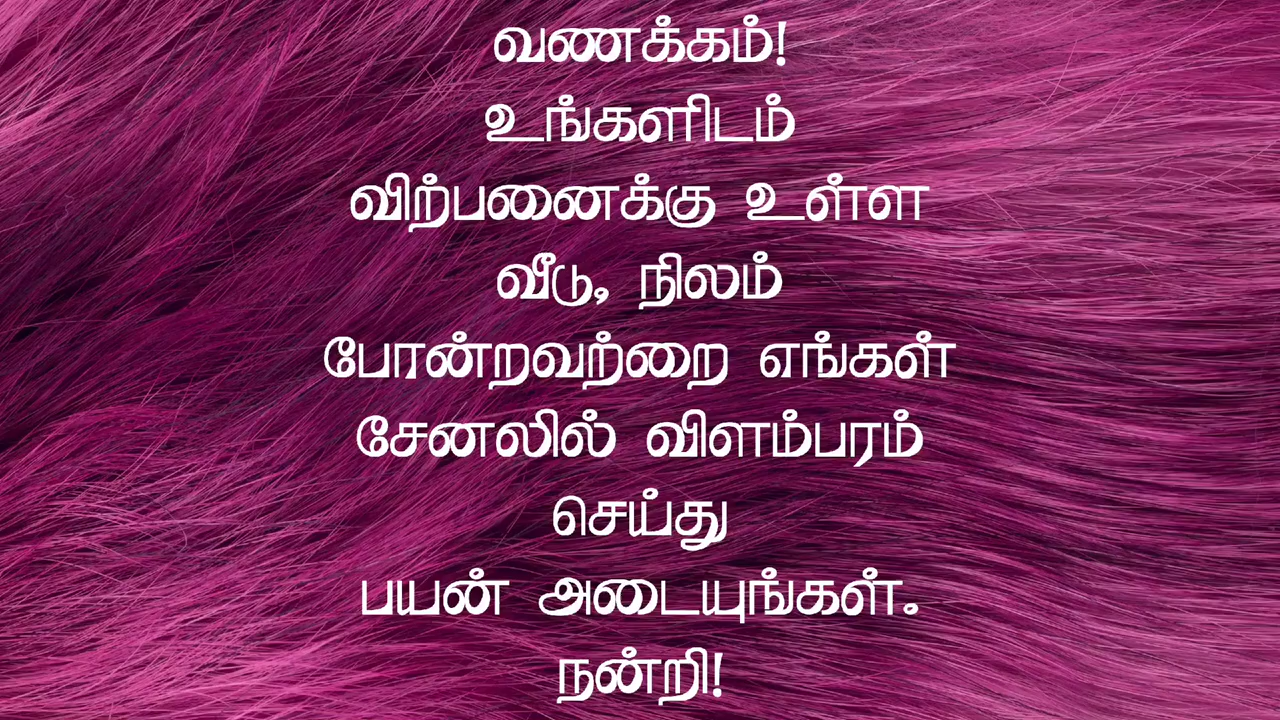 வணக்கம்!
உங்களிடம்
விற்பனைக்கு உள்ள
வீடு, நிலம்
போன்றவற்றை எங்கள்
சேனலில் விளம்பரம்
செய்து
பயன் அடையுங்கள்.
நன்றி!